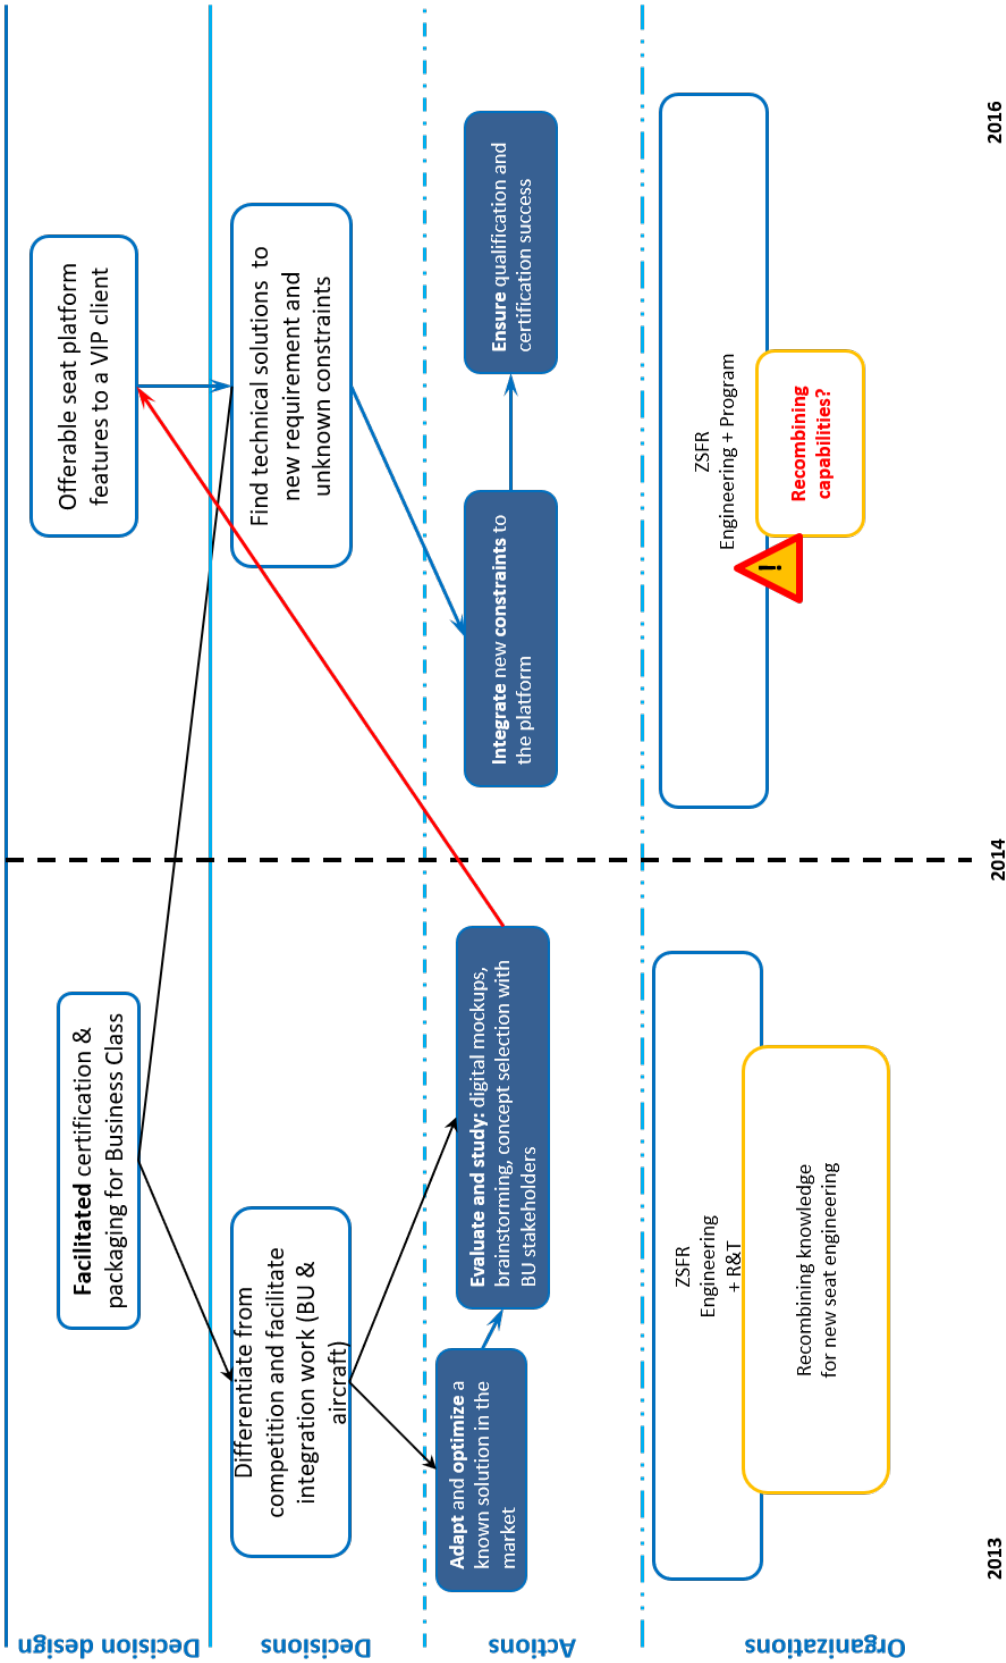 Decision design
Facilitated certification &
packaging for Business Class
Offerable seat platform
features to a VIP client
Decisions
Differentiate from
competition and facilitate
integration work (BU &
aircraft)
Find technical solutions to
new requirement and
unknown constraints
Actions
Adapt and optimize a
known solution in the
market
Evaluate and study: digital mockups,
brainstorming, concept selection with
BU stakeholders
Integrate new constraints to
the platform
Ensure qualification and
certification success
Organizations
ZSFR
Engineering
+ R&T
Recombining knowledge
for new seat engineering
ZSFR
Engineering + Program
!
Recombining
capabilities?
2013
2014
2016